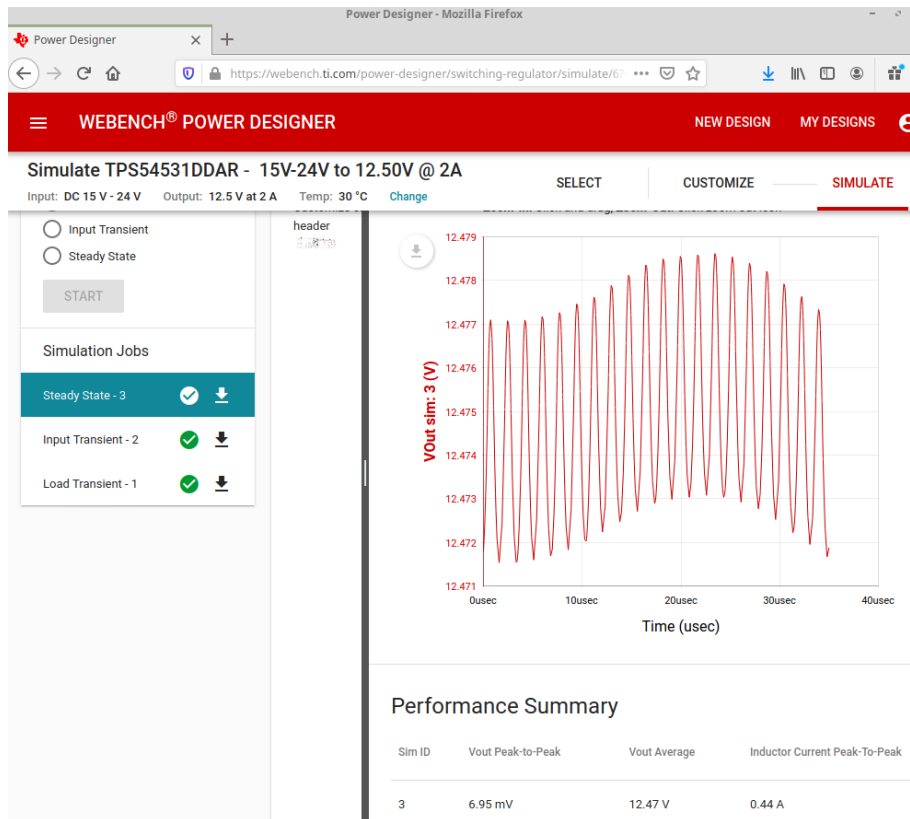 Power Designer - Mozilla Firefox
Power Designer
https://webench.ti.com/power-designer/switching-regulator/simulate/6
WEBENCH® POWER DESIGNER
NEW DESIGN
MY DESIGNS
Simulate TPS54531DDAR - 15V-24V to 12.50V @ 2A
Input: DC 15 V - 24 V Output: 12.5 V at 2 A Temp: 30 °C Change
SELECT
CUSTOMIZE
SIMULATE
Input Transient
Steady State
START
Simulation Jobs
Steady State - 3
Input Transient - 2
Load Transient - 1
header
12.479
12.478
12.477
12.476
12.475
12.474
12.473
12.472
12.471
VOut sim: 3 (V)
0usec 10usec 20usec 30usec 40usec
Time (usec)
Performance Summary
Sim ID Vout Peak-to-Peak Vout Average Inductor Current Peak-To-Peak
3 6.95 mV 12.47 V 0.44 A